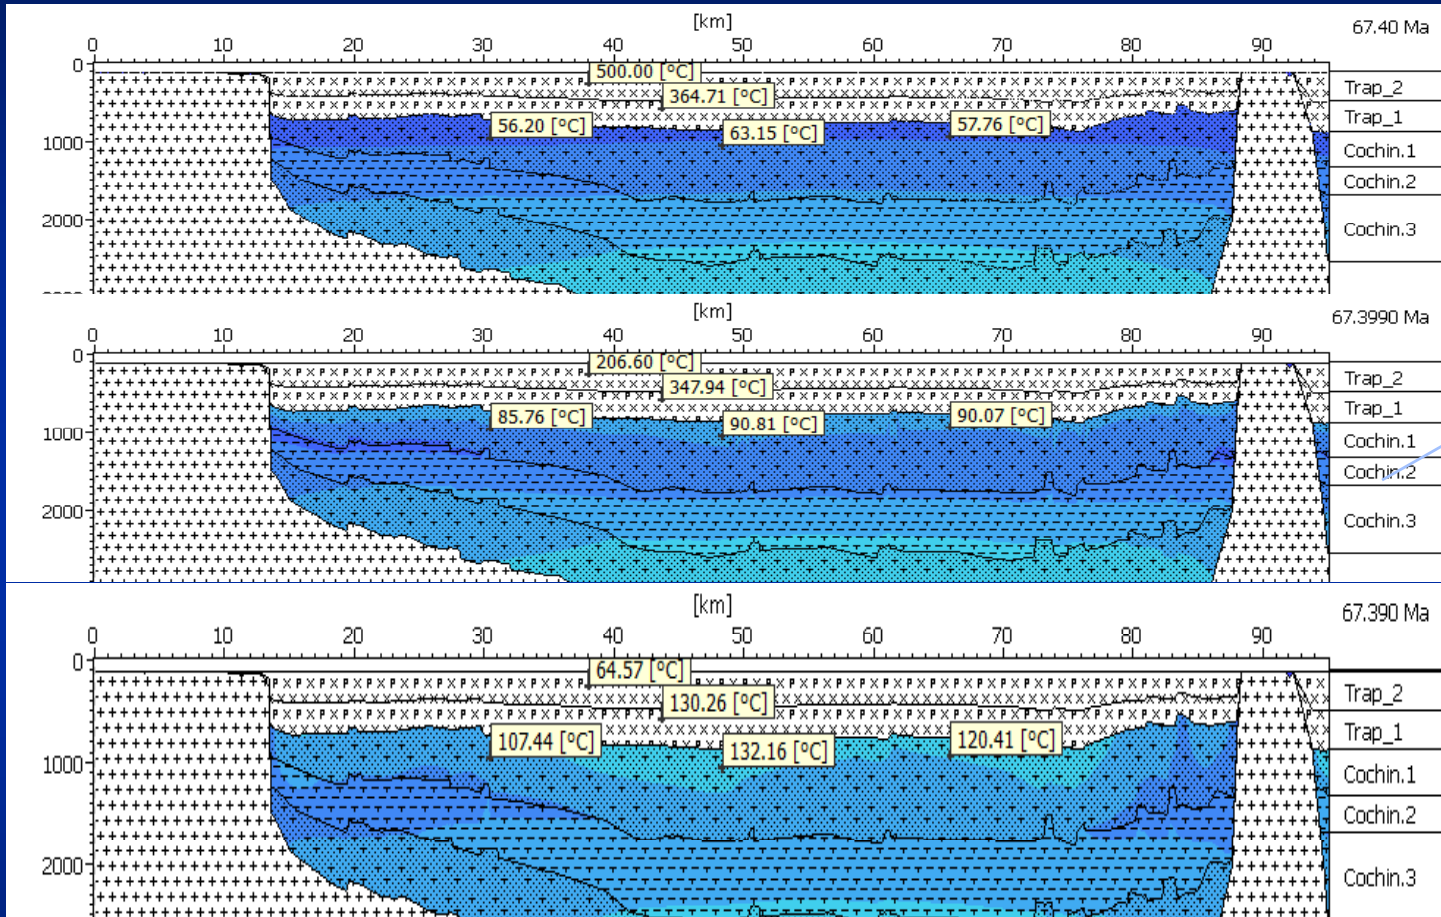 [km]
67.40 Ma
0 10 20 30 40 50 60 70 80 90
0
500.00 [°C]
Trap_2
364.71 [°C]
Trap_1
56.20 [°C] 63.15 [°C] 57.76 [°C]
1000
Cochin.1
Cochin.2
2000
Cochin.3
[km]
67.3990 Ma
0 10 20 30 40 50 60 70 80 90
0
206.60 [°C]
Trap_2
347.94 [°C]
Trap_1
85.76 [°C] 90.81 [°C] 90.07 [°C]
1000
Cochin.1
Cochin.2
2000
Cochin.3
[km]
67.390 Ma
0 10 20 30 40 50 60 70 80 90
0
64.57 [°C]
Trap_2
130.26 [°C]
Trap_1
107.44 [°C] 132.16 [°C] 120.41 [°C]
1000
Cochin.1
Cochin.2
2000
Cochin.3